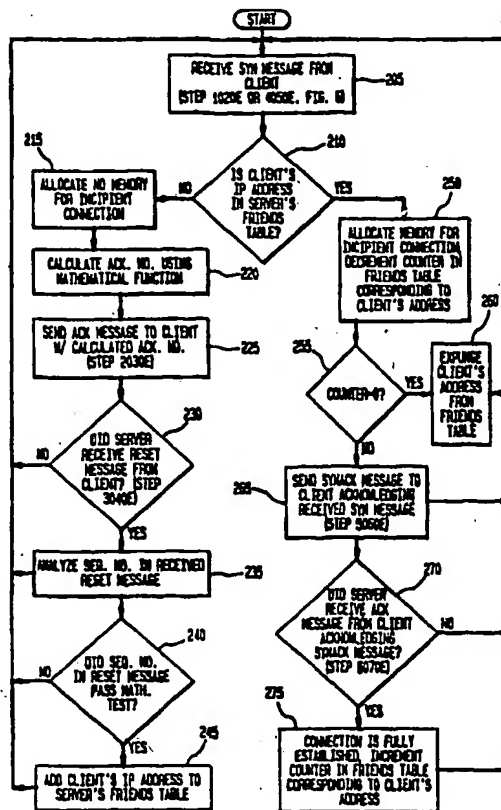 START
RECEIVE SYN MESSAGE FROM
CLIENT
(STEP 1020E OR 4050E, FIG. 6)
205
210
IS CLIENT'S
IP ADDRESS
IN SERVER'S
FRIENDS
TABLE?
NO
YES
215
ALLOCATE NO MEMORY
FOR INCIPIENT
CONNECTION
CALCULATE ACK. NO. USING
MATHEMATICAL FUNCTION
220
SEND ACK MESSAGE TO CLIENT
W/ CALCULATED ACK. NO.
(STEP 2030E)
225
230
DID SERVER
RECEIVE RESET
MESSAGE FROM
CLIENT? (STEP
3040E)
NO
YES
ANALYZE SEQ. NO. IN RECEIVED
RESET MESSAGE
235
240
DID SEQ. NO.
IN RESET MESSAGE
PASS MATH.
TEST?
NO
YES
245
ADD CLIENT'S IP ADDRESS TO
SERVER'S FRIENDS TABLE
250
ALLOCATE MEMORY FOR
INCIPIENT CONNECTION,
DECREMENT COUNTER IN
FRIENDS TABLE
CORRESPONDING TO
CLIENT'S ADDRESS
255
COUNTER=0?
YES
NO
260
EXPUNGE
CLIENT'S
ADDRESS
FROM
FRIENDS
TABLE
265
SEND SYNACK MESSAGE TO
CLIENT ACKNOWLEDGING
RECEIVED SYN MESSAGE
(STEP 5060E)
270
DID SERVER
RECEIVE ACK
MESSAGE FROM CLIENT
ACKNOWLEDGING
SYNACK MESSAGE?
(STEP 6070E)
NO
YES
275
CONNECTION IS FULLY
ESTABLISHED, INCREMENT
COUNTER IN FRIENDS TABLE
CORRESPONDING TO CLIENT'S
ADDRESS